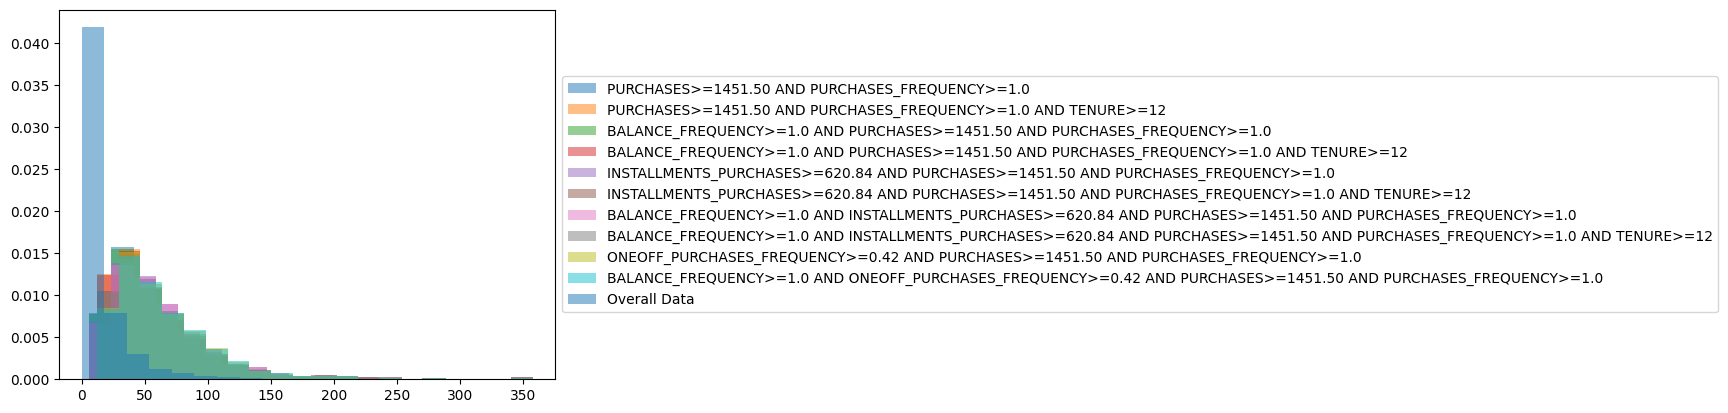 0.040
0.035
0.030
0.025
0.020
0.015
0.010
0.005
0.000
0 50 100 150 200 250 300 350
PURCHASES>=1451.50 AND PURCHASES_FREQUENCY>=1.0
PURCHASES>=1451.50 AND PURCHASES_FREQUENCY>=1.0 AND TENURE>=12
BALANCE_FREQUENCY>=1.0 AND PURCHASES>=1451.50 AND PURCHASES_FREQUENCY>=1.0
BALANCE_FREQUENCY>=1.0 AND PURCHASES>=1451.50 AND PURCHASES_FREQUENCY>=1.0 AND TENURE>=12
INSTALLMENTS_PURCHASES>=620.84 AND PURCHASES>=1451.50 AND PURCHASES_FREQUENCY>=1.0
INSTALLMENTS_PURCHASES>=620.84 AND PURCHASES>=1451.50 AND PURCHASES_FREQUENCY>=1.0 AND TENURE>=12
BALANCE_FREQUENCY>=1.0 AND INSTALLMENTS_PURCHASES>=620.84 AND PURCHASES>=1451.50 AND PURCHASES_FREQUENCY>=1.0
BALANCE_FREQUENCY>=1.0 AND INSTALLMENTS_PURCHASES>=620.84 AND PURCHASES>=1451.50 AND PURCHASES_FREQUENCY>=1.0 AND TENURE>=12
ONEOFF_PURCHASES_FREQUENCY>=0.42 AND PURCHASES>=1451.50 AND PURCHASES_FREQUENCY>=1.0
BALANCE_FREQUENCY>=1.0 AND ONEOFF_PURCHASES_FREQUENCY>=0.42 AND PURCHASES>=1451.50 AND PURCHASES_FREQUENCY>=1.0
Overall Data